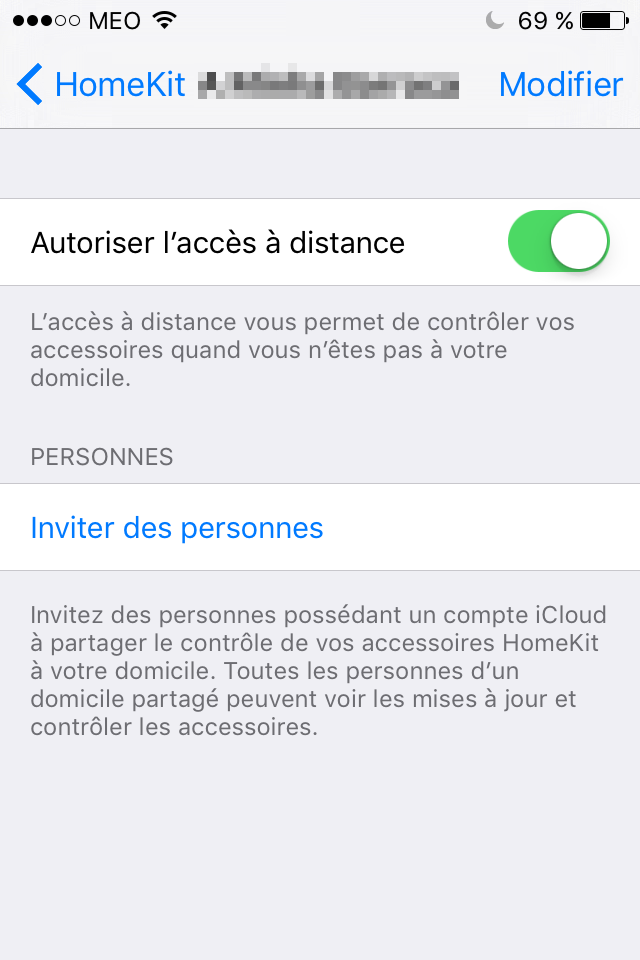 MEO 69 %
HomeKit Modifier
Autoriser l’accès à distance
L’accès à distance vous permet de contrôler vos
accessoires quand vous n’êtes pas à votre
domicile.
PERSONNES
Inviter des personnes
Invitez des personnes possédant un compte iCloud
à partager le contrôle de vos accessoires HomeKit
à votre domicile. Toutes les personnes d’un
domicile partagé peuvent voir les mises à jour et
contrôler les accessoires.